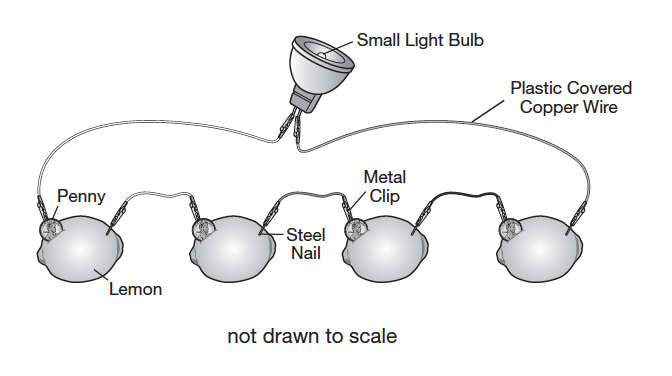 Small Light Bulb
Plastic Covered
Copper Wire
Metal
Clip
Penny
Steel
Nail
Lemon
not drawn to scale